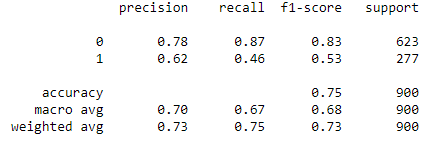 precision recall f1-score support
0 0.78 0.87 0.83 623
1 0.62 0.46 0.53 277
accuracy 0.75 900
macro avg 0.70 0.67 0.68 900
weighted avg 0.73 0.75 0.73 900